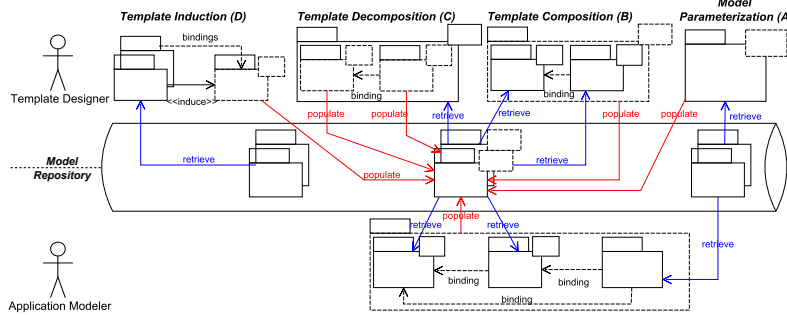 Template Induction (D)
Template Decomposition (C)
Template Composition (B)
Model
Parameterization (A
bindings
Template Designer
<<induce>>
binding
binding
populate
populate
retrieve
retrieve
populate
populate
retrieve
Model
Repository
retrieve
retrieve
populate
populate
retrieve
retrieve
retrieve
binding
binding
binding
Application Modeler